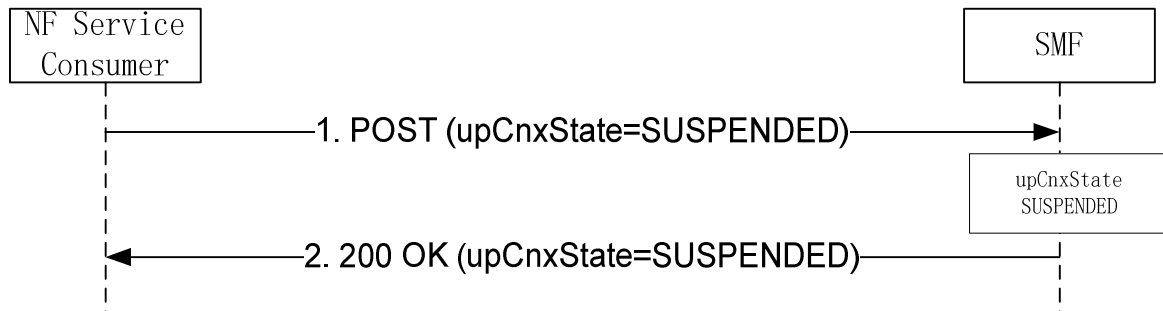 NF Service
Consumer
SMF
1. POST (upCnxState=SUSPENDED)
upCnxState
SUSPENDED
2. 200 OK (upCnxState=SUSPENDED)